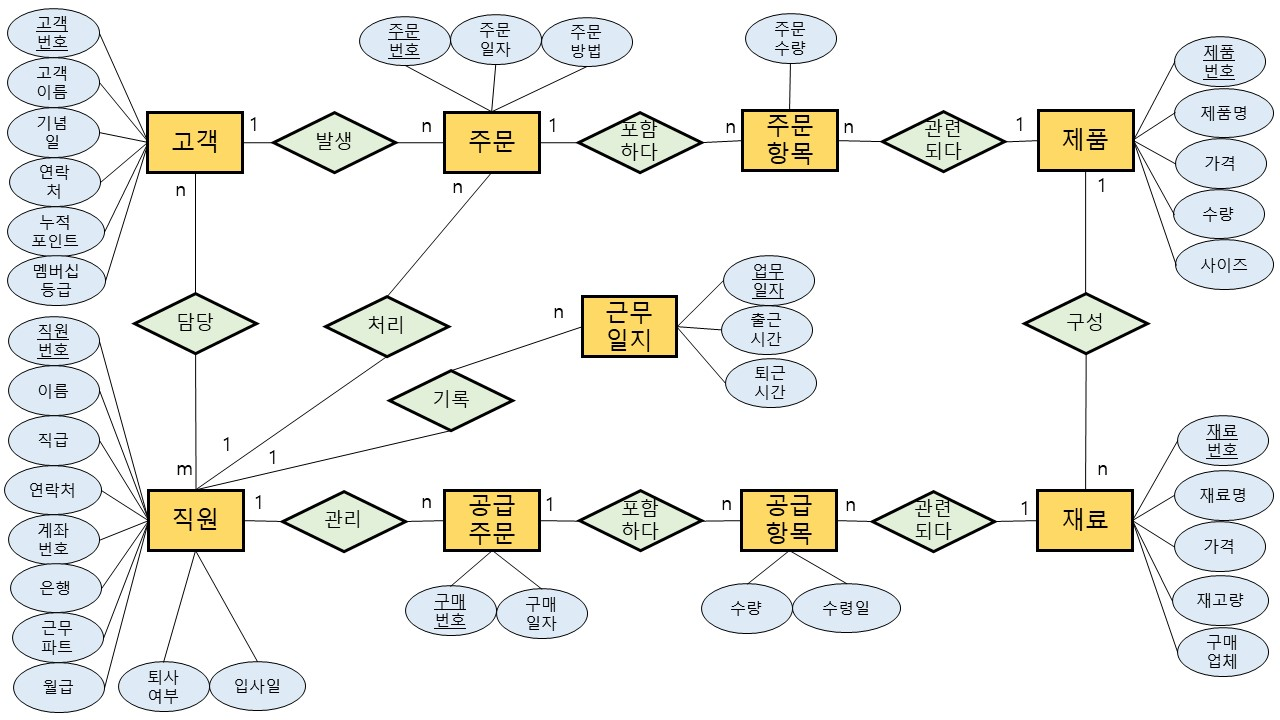 고객
번호
고객
이름
기념
일
연락
처
누적
포인트
멤버십
등급
고객
1
발생
n
주문
번호
주문
일자
주문
방법
주문
1
포함
하다
n
주문
수량
주문
항목
n
관련
되다
1
제품
제품
번호
제품명
가격
수량
사이즈
n
담당
m
n
처리
1
n
기록
1
근무
일지
업무
일자
출근
시간
퇴근
시간
1
구성
n
직원
번호
이름
직급
연락처
계좌
번호
은행
근무
파트
월급
퇴사
여부
입사일
직원
1
관리
n
공급
주문
구매
번호
구매
일자
1
포함
하다
n
공급
항목
수량
수령일
n
관련
되다
1
재료
재료
번호
재료명
가격
재고량
구매
업체